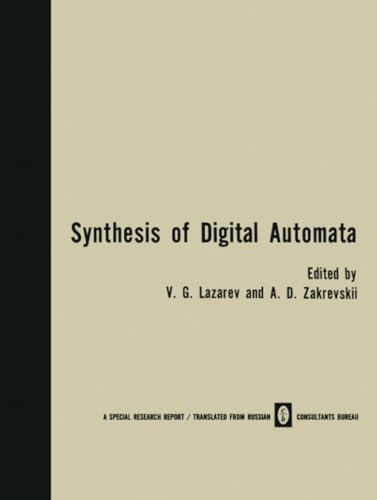 Synthesis of Digital Automata
Edited by
V. G. Lazarev and A. D. Zakrevskii
A SPECIAL RESEARCH REPORT / TRANSLATED FROM RUSSIAN CONSULTANTS BUREAU